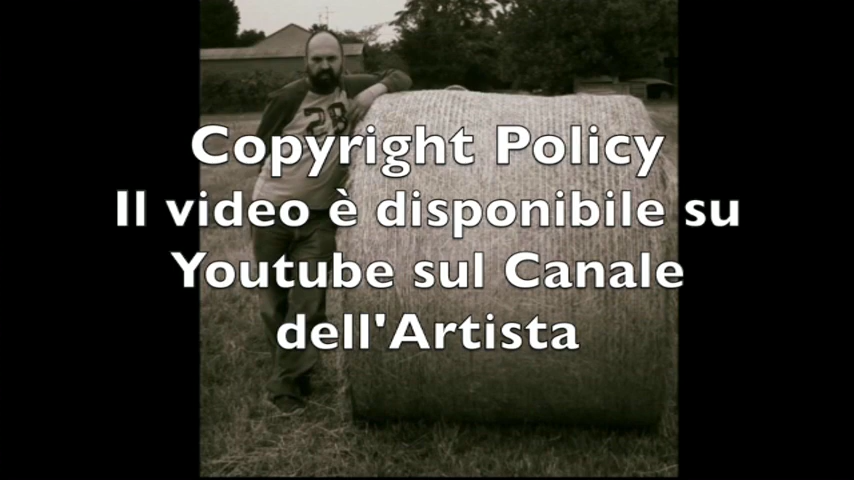 28
Copyright Policy
Il video è disponibile su
Youtube sul Canale
dell'Artista